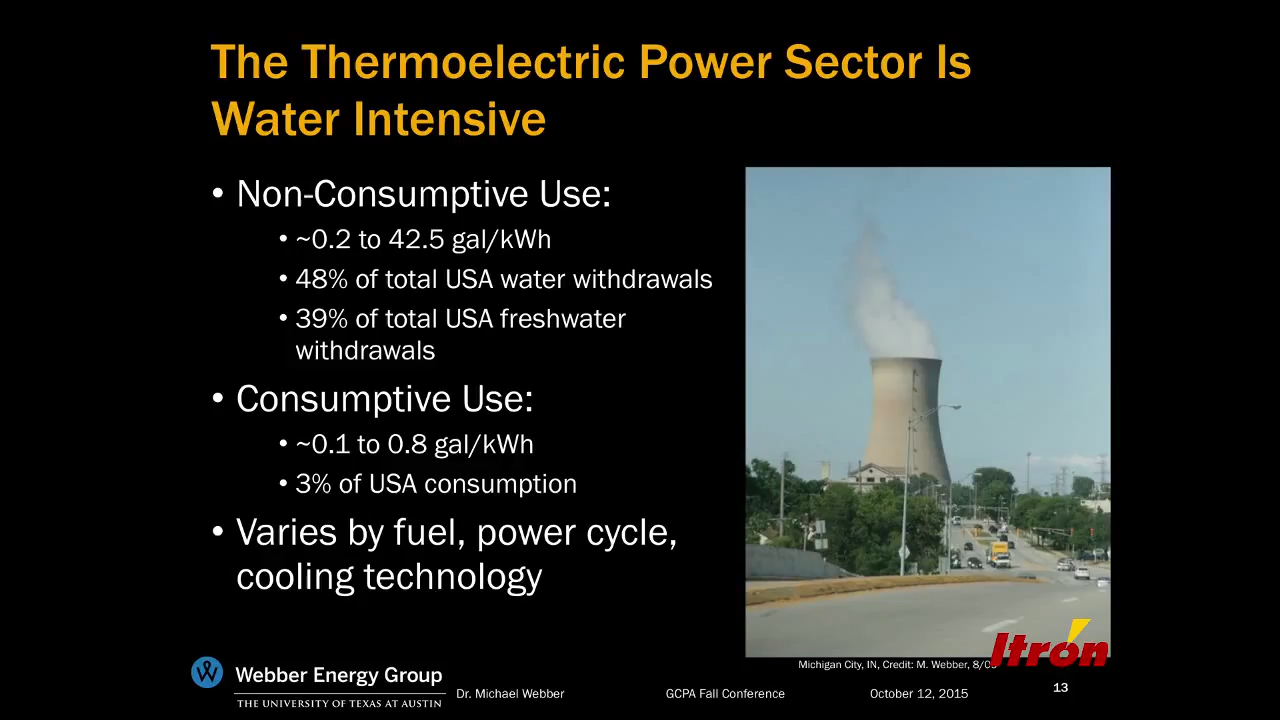 The Thermoelectric Power Sector Is
Water Intensive
• Non-Consumptive Use:
• ~0.2 to 42.5 gal/kWh
• 48% of total USA water withdrawals
• 39% of total USA freshwater
withdrawals
• Consumptive Use:
• ~0.1 to 0.8 gal/kWh
• 3% of USA consumption
• Varies by fuel, power cycle,
cooling technology
Itron
Michigan City, IN, Credit: M. Webber,
W
Webber Energy Group
THE UNIVERSITY OF TEXAS AT AUSTIN
Dr. Michael Webber
GCPA Fall Conference
October 12, 2015
13